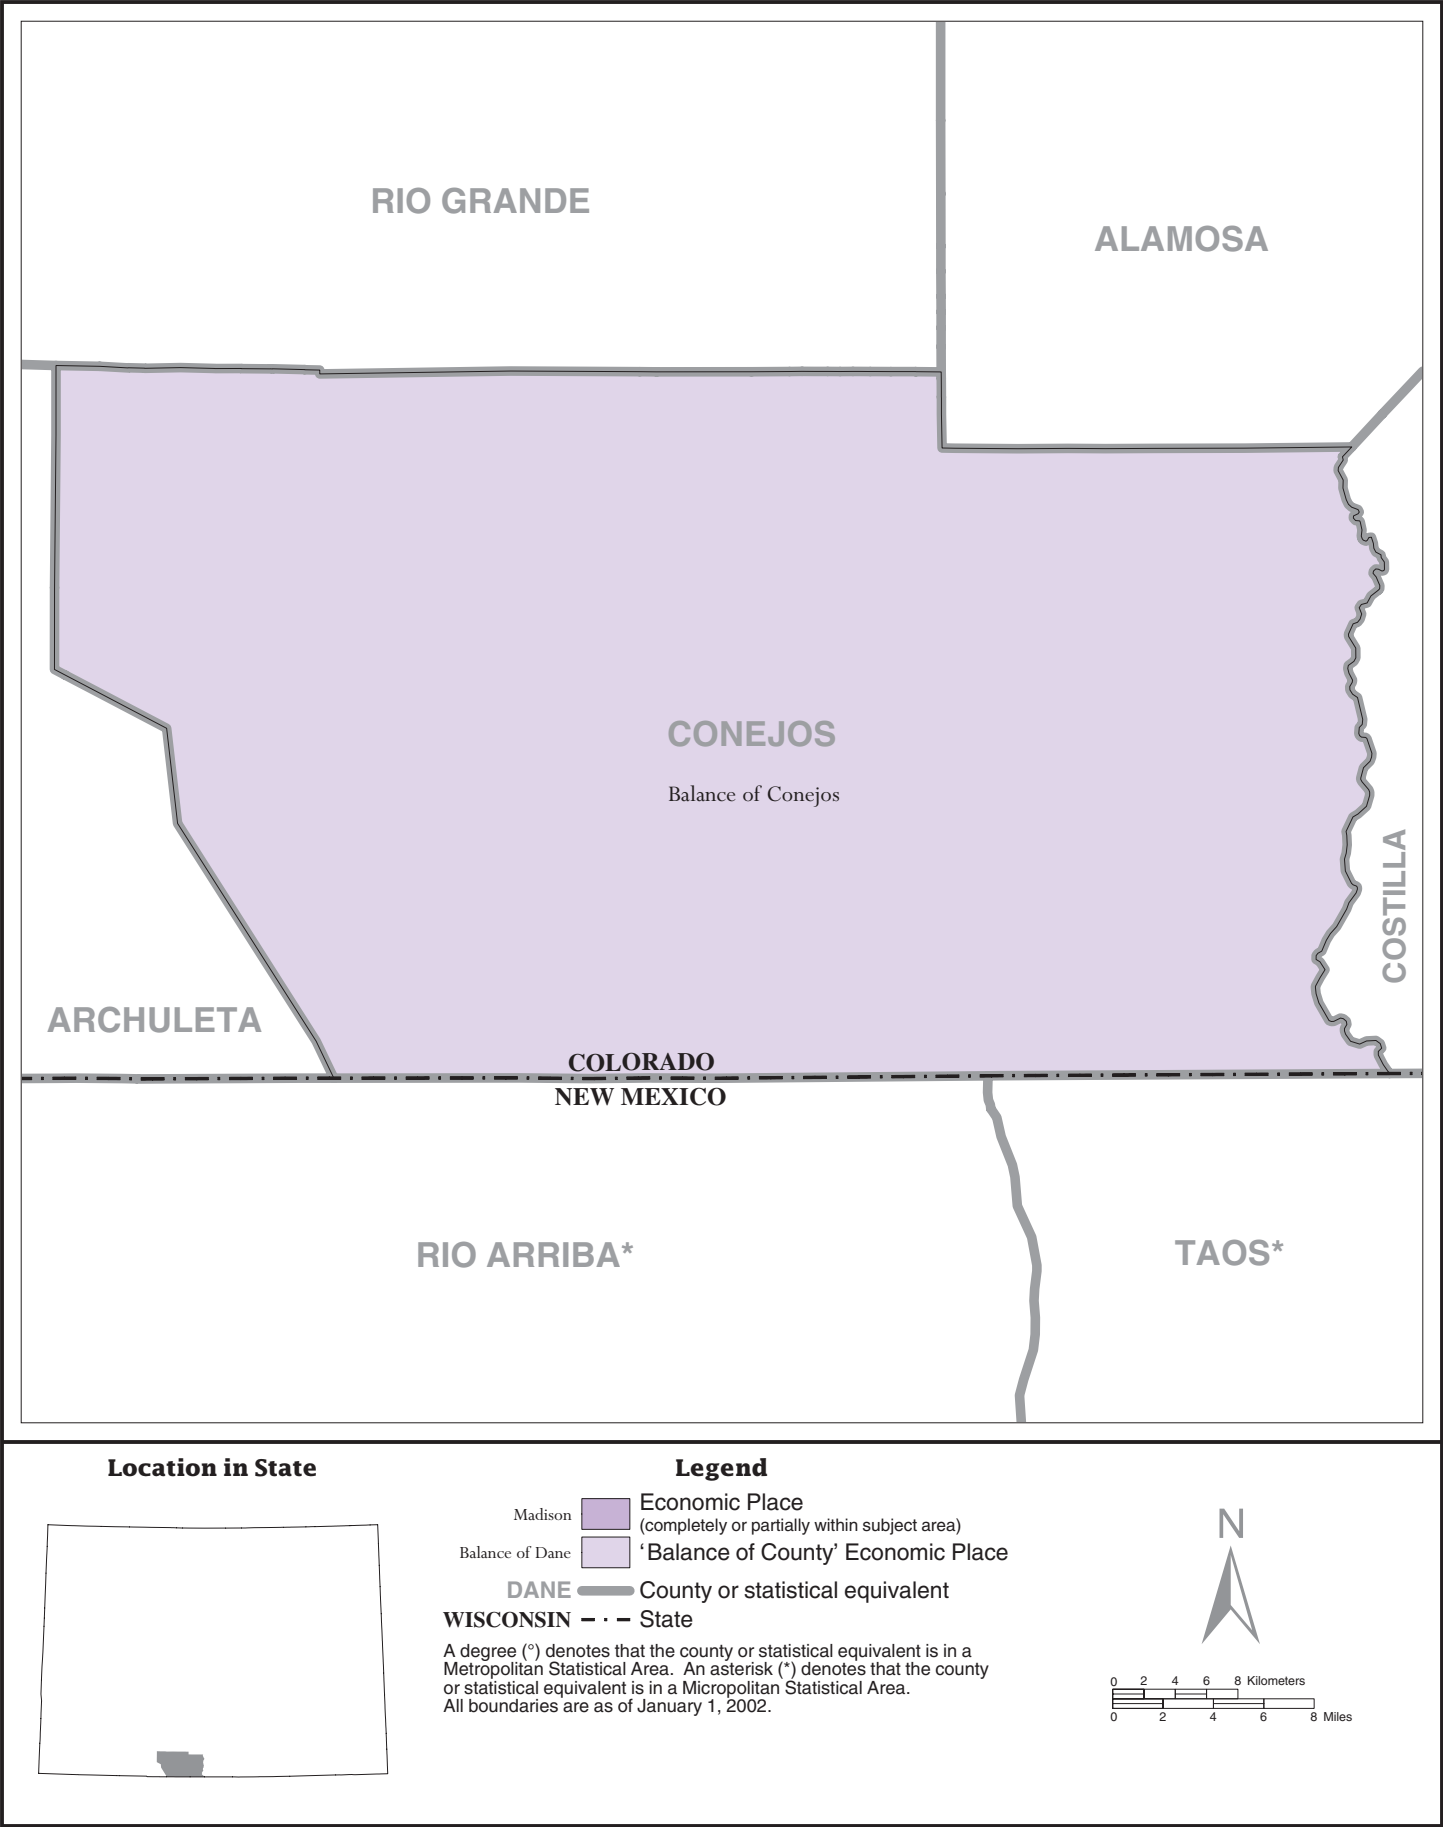 RIO GRANDE
ALAMOSA
CONEJOS
Balance of Conejos
COSTILLA
ARCHULETA
COLORADO
NEW MEXICO
RIO ARRIBA*
TAOS*
Location in State
Legend
Madison
Economic Place
(completely or partially within subject area)
Balance of Dane
‘Balance of County’ Economic Place
DANE
County or statistical equivalent
WISCONSIN
State
A degree (°) denotes that the county or statistical equivalent is in a
Metropolitan Statistical Area. An asterisk (*) denotes that the county
or statistical equivalent is in a Micropolitan Statistical Area.
All boundaries are as of January 1, 2002.
N
0 2 4 6 8 Kilometers
0 2 4 6 8 Miles